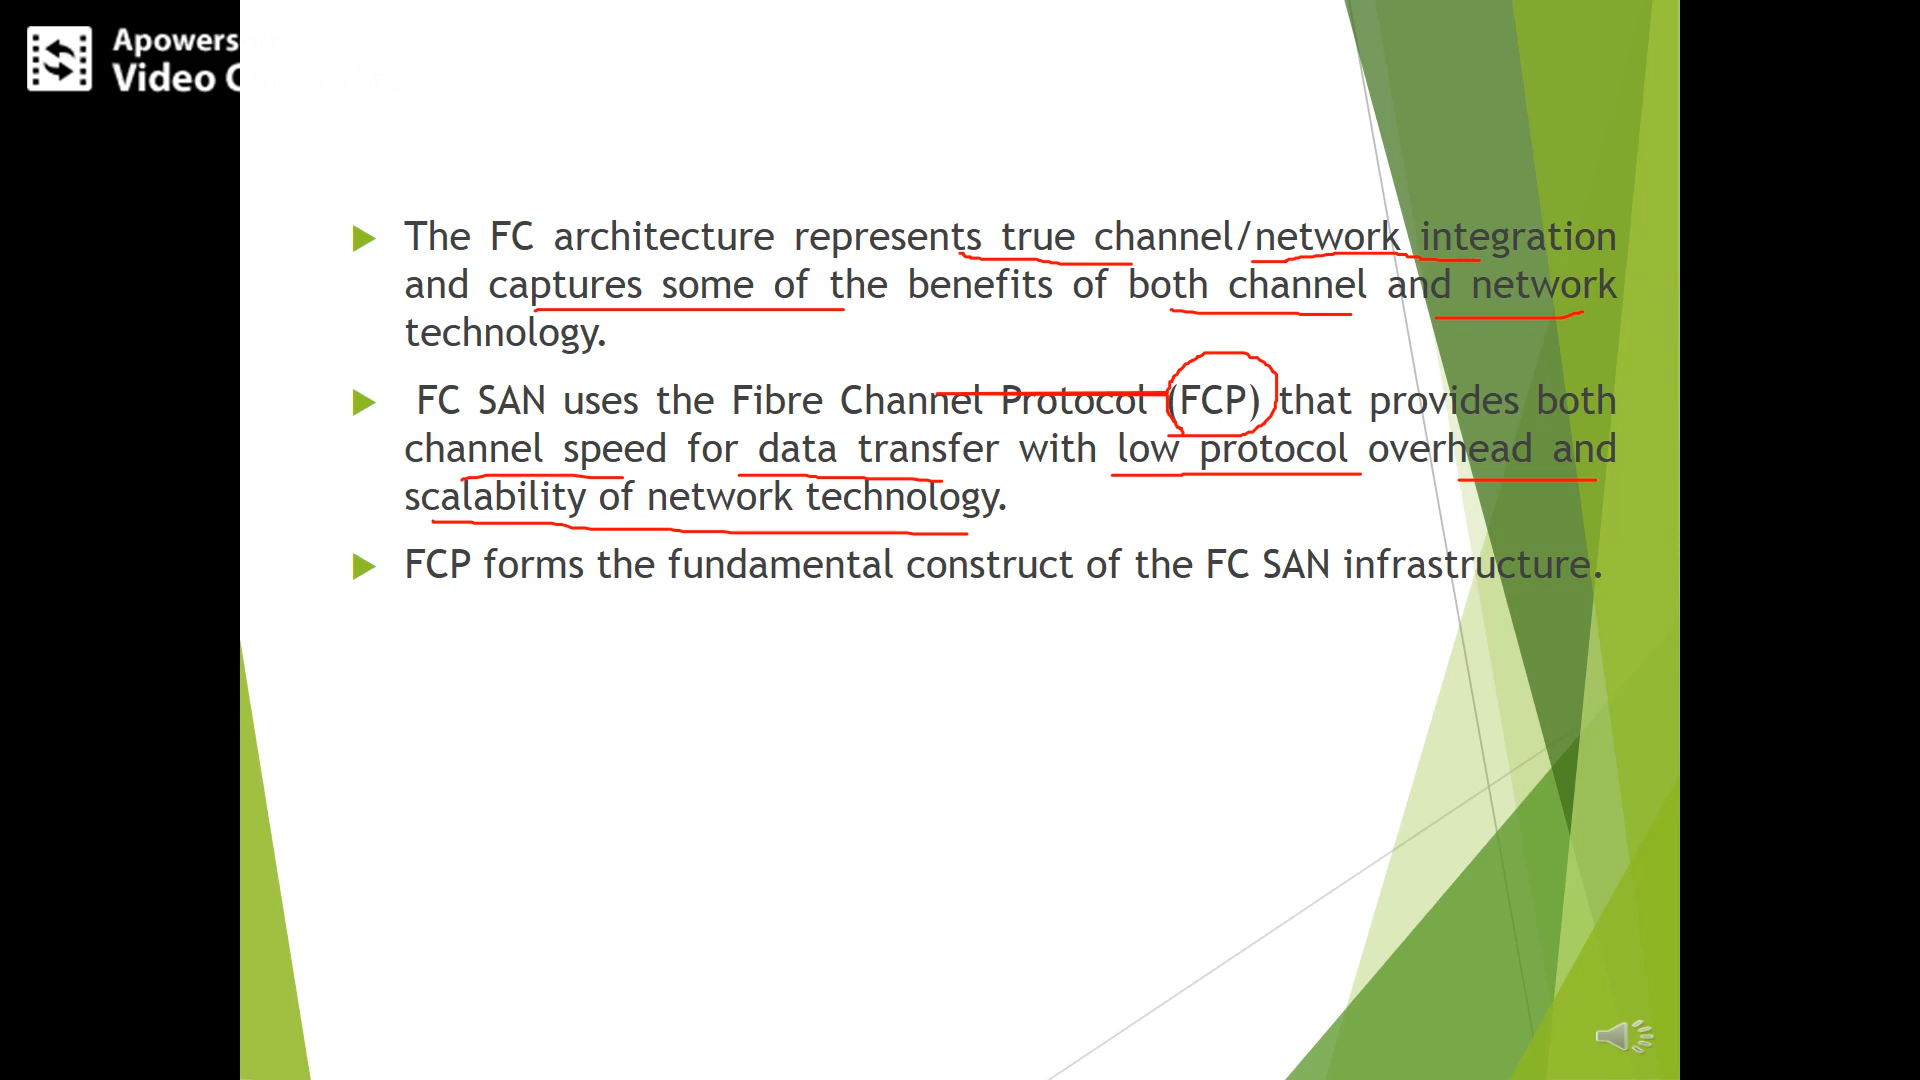 Apowers
Video
The FC architecture represents true channel/network integration
and captures some of the benefits of both channel and network
technology.
FC SAN uses the Fibre Channel Protocol (FCP) that provides both
channel speed for data transfer with low protocol overhead and
scalability of network technology.
FCP forms the fundamental construct of the FC SAN infrastructure.